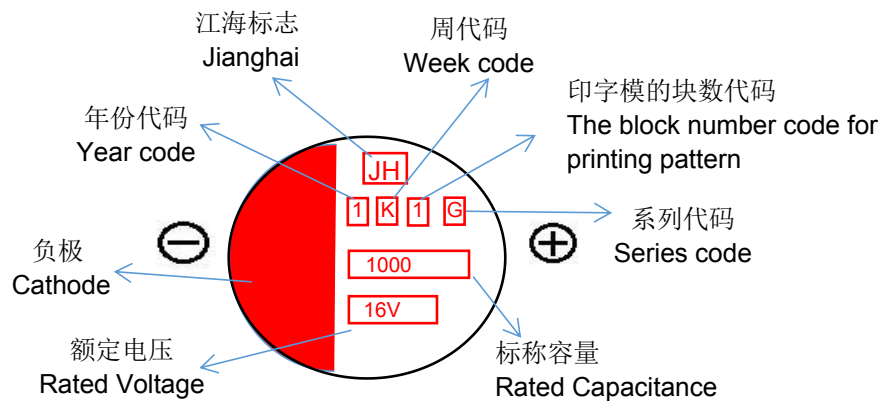 江海标志
Jianghai
周代码
Week code
年份代码
Year code
印字模的块数代码
The block number code for
printing pattern
JH
1 K 1 G
系列代码
Series code
负极
Cathode
1000
16V
额定电压
Rated Voltage
标称容量
Rated Capacitance